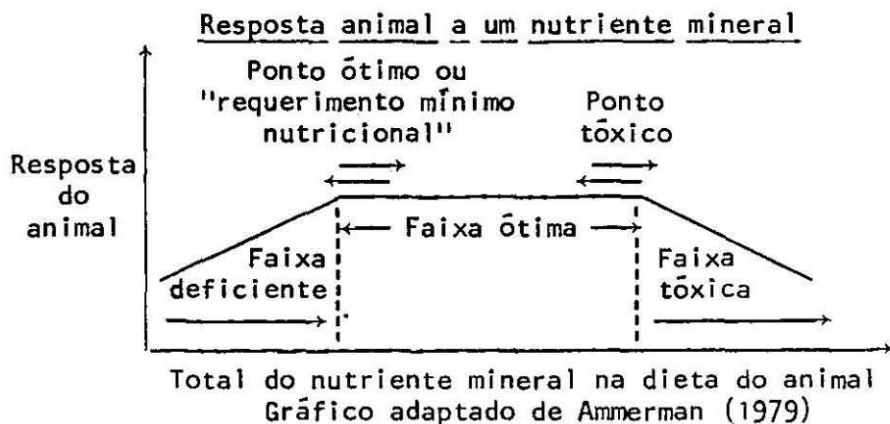 Resposta animal a um nutriente mineral
Ponto ótimo ou
"requerimento mínimo
nutricional"
Ponto
tóxico
Resposta
do
animal
Faixa ótima
Faixa
deficiente
Faixa
tóxica
Total do nutriente mineral na dieta do animal
Gráfico adaptado de Ammerman (1979)